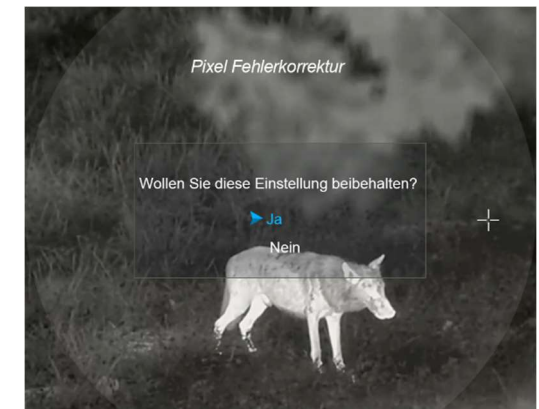 Pixel Fehlerkorrektur
Wollen Sie diese Einstellung beibehalten?
Ja
Nein